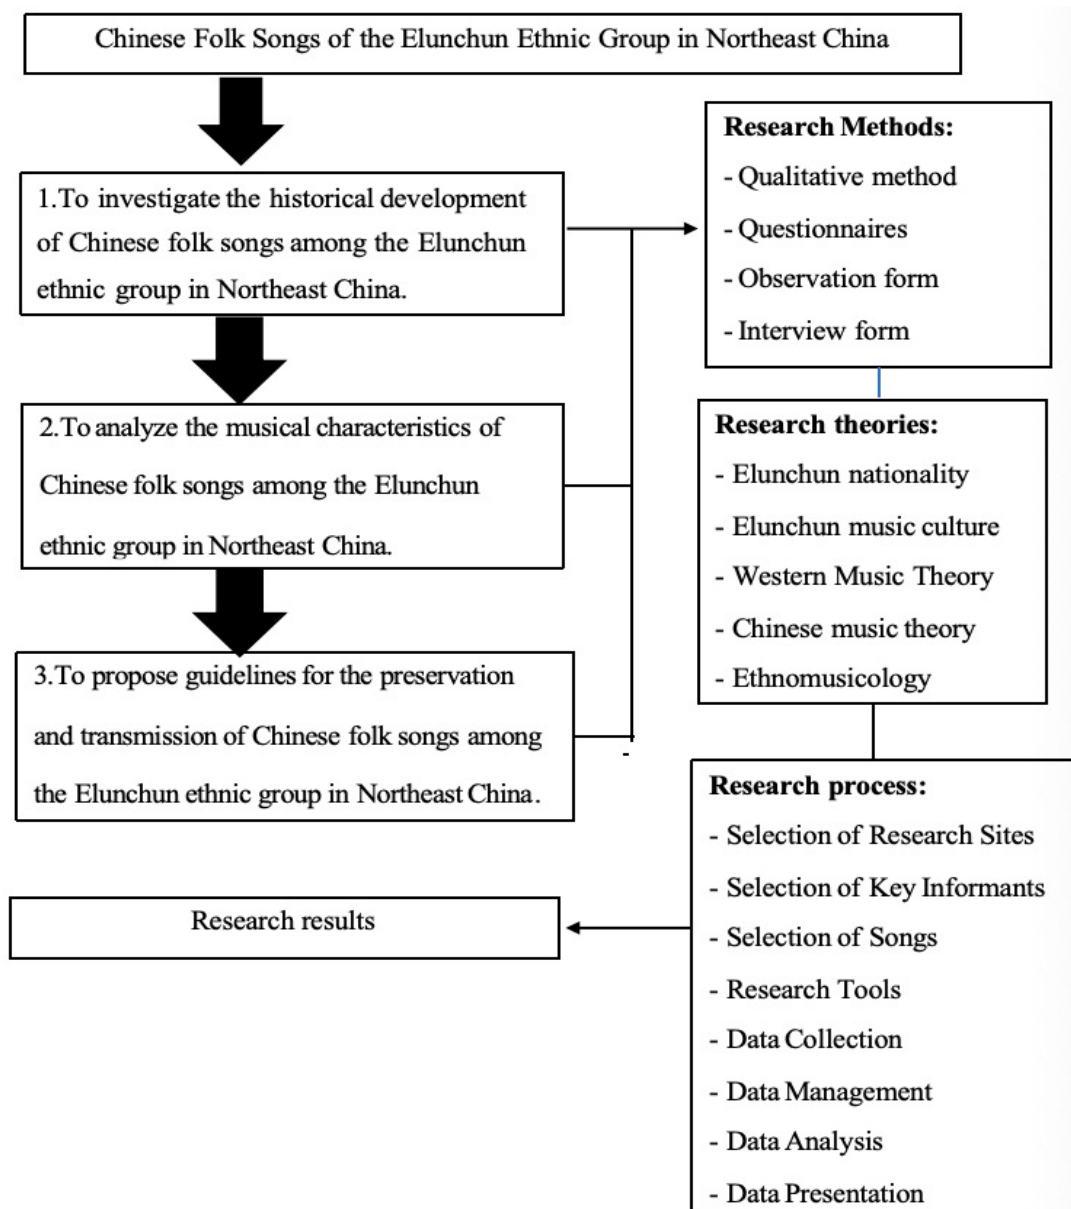 Chinese Folk Songs of the Elunchun Ethnic Group in Northeast China
1.To investigate the historical development
of Chinese folk songs among the Elunchun
ethnic group in Northeast China.
2.To analyze the musical characteristics of
Chinese folk songs among the Elunchun
ethnic group in Northeast China.
3.To propose guidelines for the preservation
and transmission of Chinese folk songs among
the Elunchun ethnic group in Northeast China.
Research Methods:
- Qualitative method
- Questionnaires
- Observation form
- Interview form
Research theories:
- Elunchun nationality
- Elunchun music culture
- Western Music Theory
- Chinese music theory
- Ethnomusicology
Research process:
- Selection of Research Sites
- Selection of Key Informants
- Selection of Songs
- Research Tools
- Data Collection
- Data Management
- Data Analysis
- Data Presentation
Research results